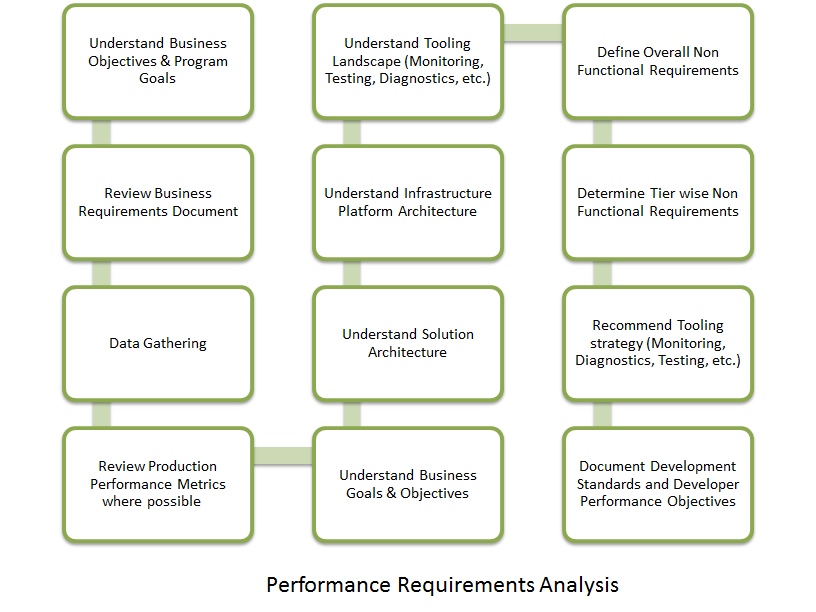 Understand Business
Objectives & Program
Goals
Review Business
Requirements Document
Data Gathering
Review Production
Performance Metrics
where possible
Understand Business
Goals & Objectives
Understand Solution
Architecture
Understand Infrastructure
Platform Architecture
Understand Tooling
Landscape (Monitoring,
Testing, Diagnostics, etc.)
Define Overall Non
Functional Requirements
Determine Tier wise Non
Functional Requirements
Recommend Tooling
strategy (Monitoring,
Diagnostics, Testing, etc.)
Document Development
Standards and Developer
Performance Objectives
Performance Requirements Analysis